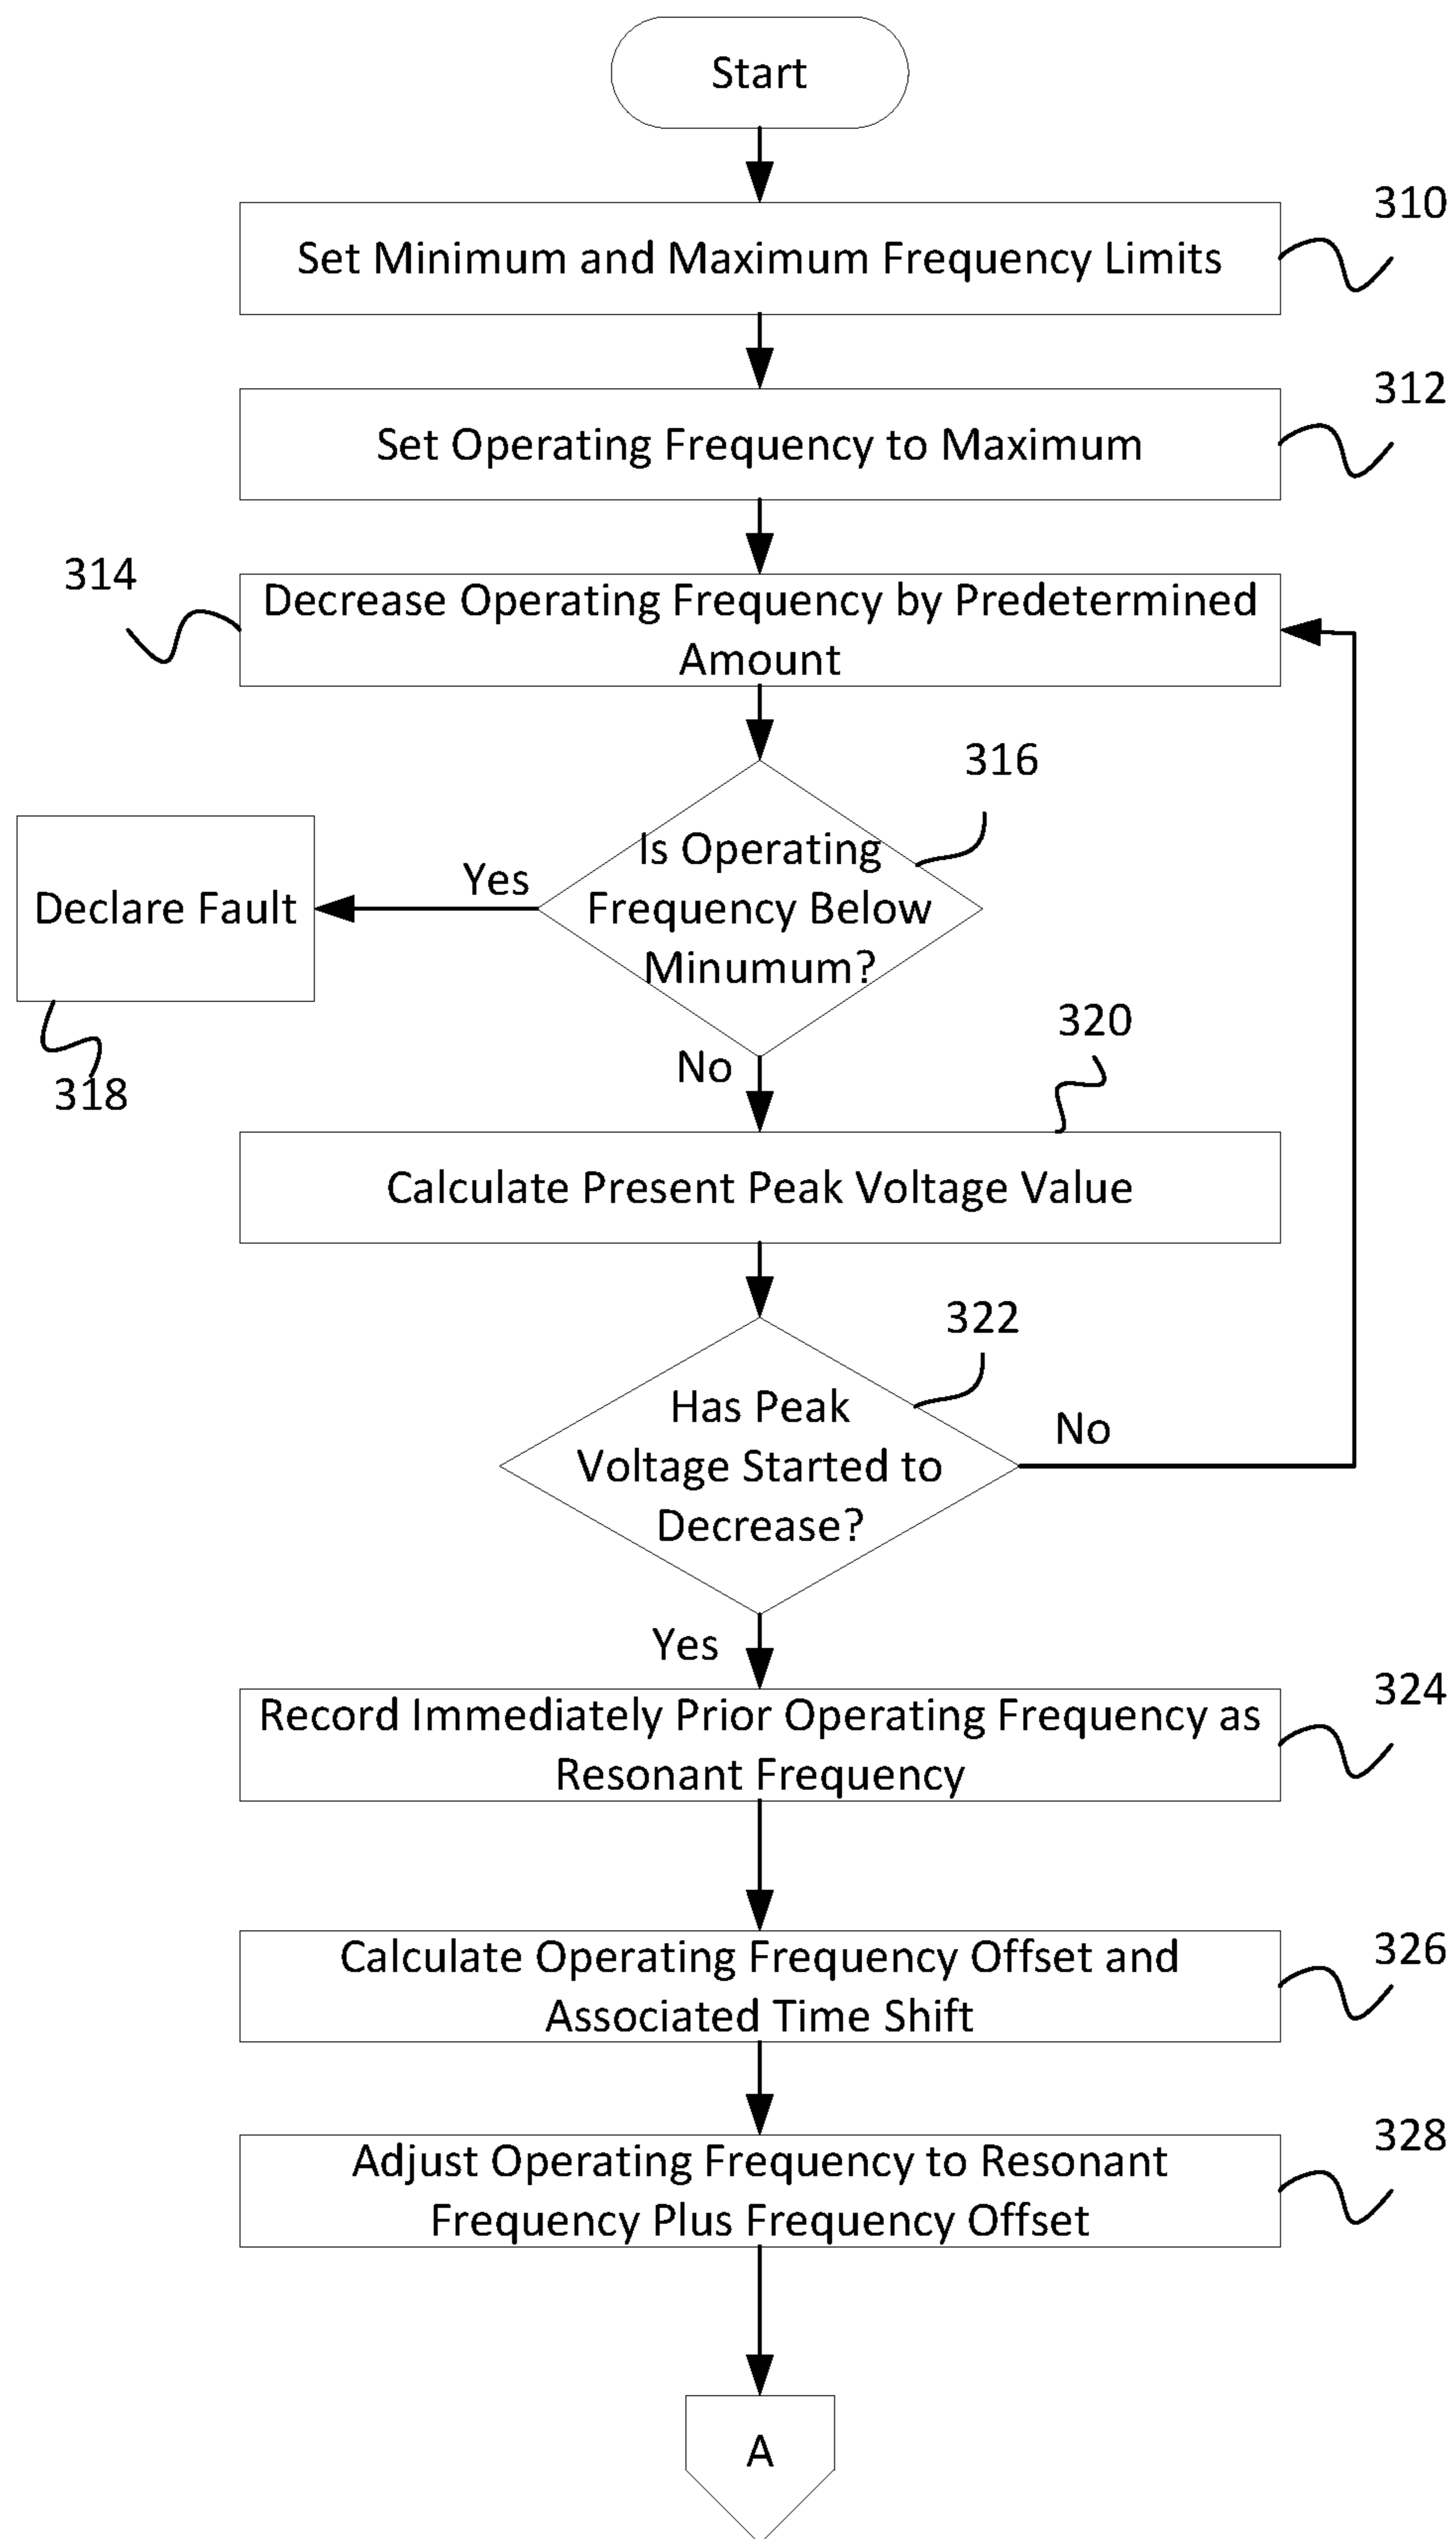 Start
310
Set Minimum and Maximum Frequency Limits
312
Set Operating Frequency to Maximum
314
Decrease Operating Frequency by Predetermined
Amount
316
Is Operating
Frequency Below
Minumum?
Yes
Declare Fault
318
No
320
Calculate Present Peak Voltage Value
322
Has Peak
Voltage Started to
Decrease?
No
Yes
324
Record Immediately Prior Operating Frequency as
Resonant Frequency
326
Calculate Operating Frequency Offset and
Associated Time Shift
328
Adjust Operating Frequency to Resonant
Frequency Plus Frequency Offset
A